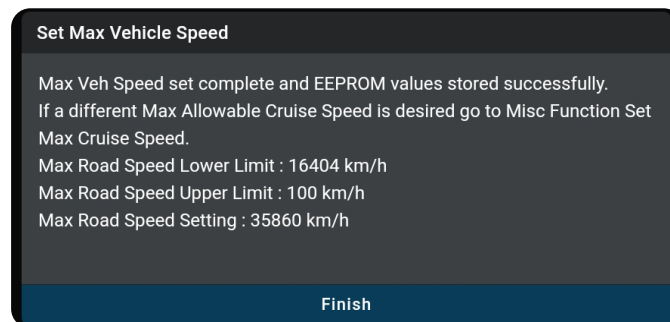 Set Max Vehicle Speed
Max Veh Speed set complete and EEPROM values stored successfully.
If a different Max Allowable Cruise Speed is desired go to Misc Function Set
Max Cruise Speed.
Max Road Speed Lower Limit : 16404 km/h
Max Road Speed Upper Limit : 100 km/h
Max Road Speed Setting : 35860 km/h
Finish